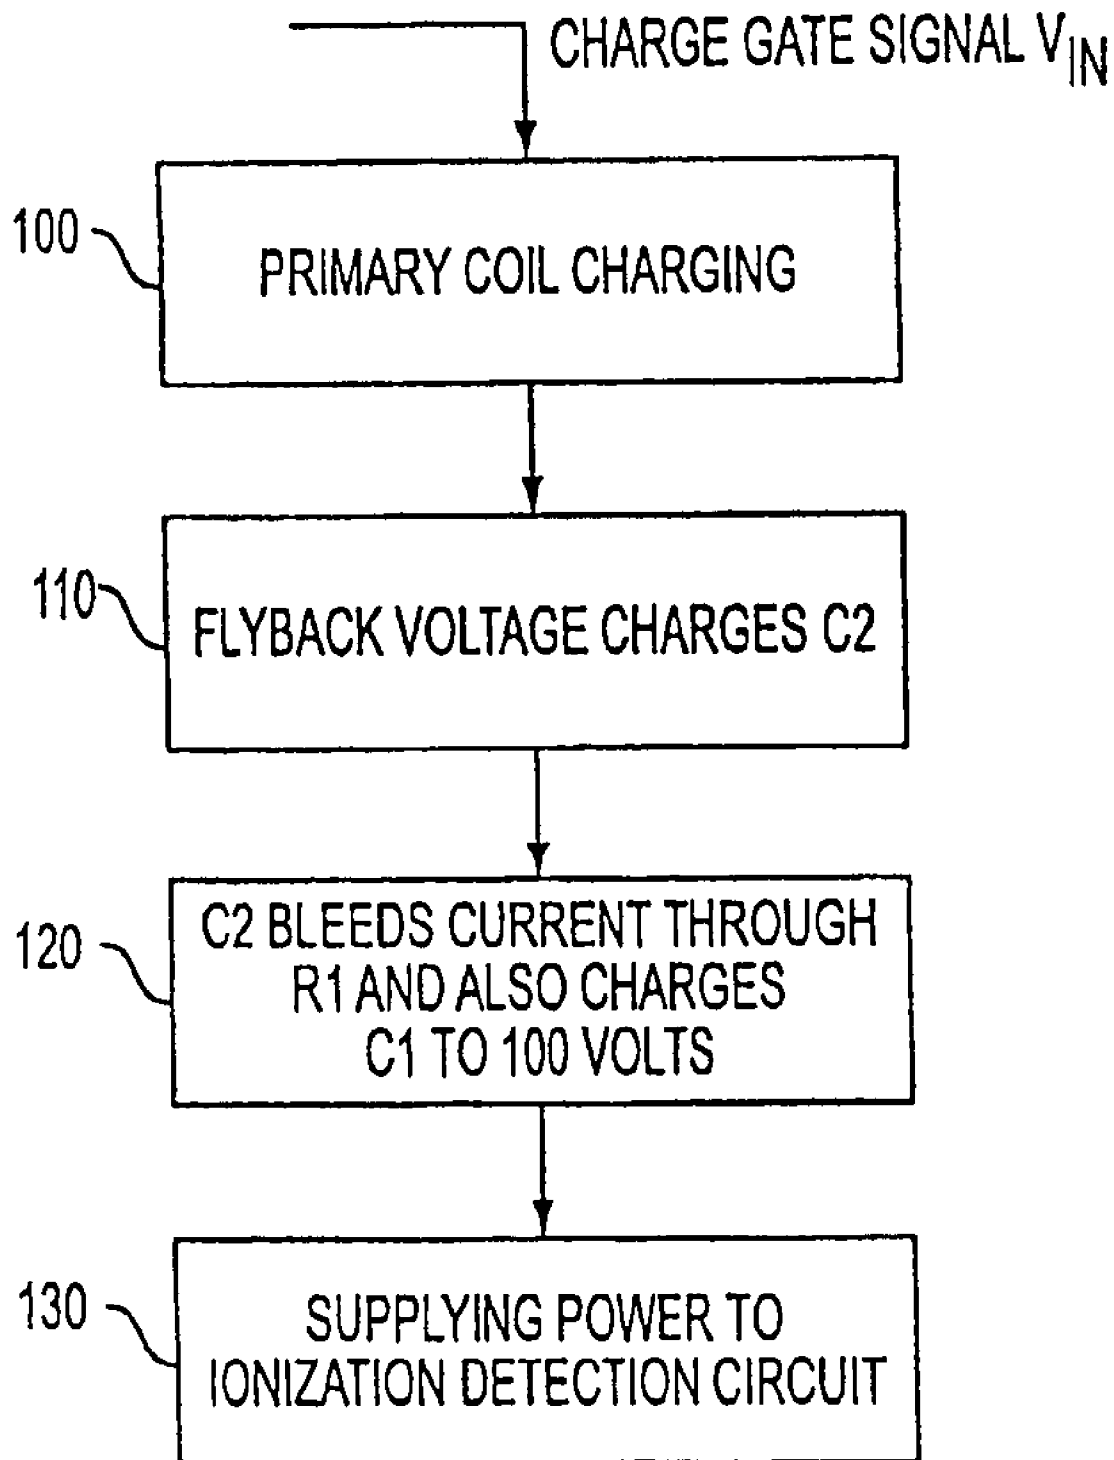 CHARGE GATE SIGNAL VIN
100
PRIMARY COIL CHARGING
110
FLYBACK VOLTAGE CHARGES C2
120
C2 BLEEDS CURRENT THROUGH
R1 AND ALSO CHARGES
C1 TO 100 VOLTS
130
SUPPLYING POWER TO
IONIZATION DETECTION CIRCUIT